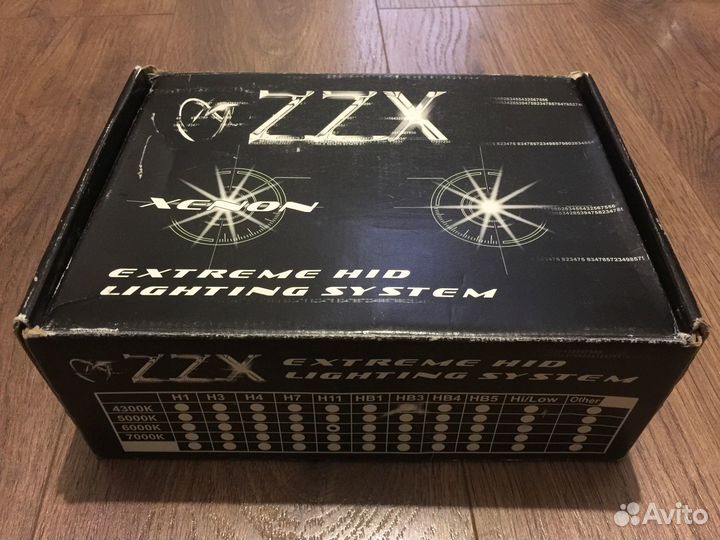 ZZX
XENON
EXTREME HID
LIGHTING SYSTEM
ZZX EXTREME HID
LIGHTING SYSTEM
H1 H3 H4 H7 H11 HB1 HB3 HB4 HB5 Hi/Low Other
4300K
5000K
6000K
7000K
Avito